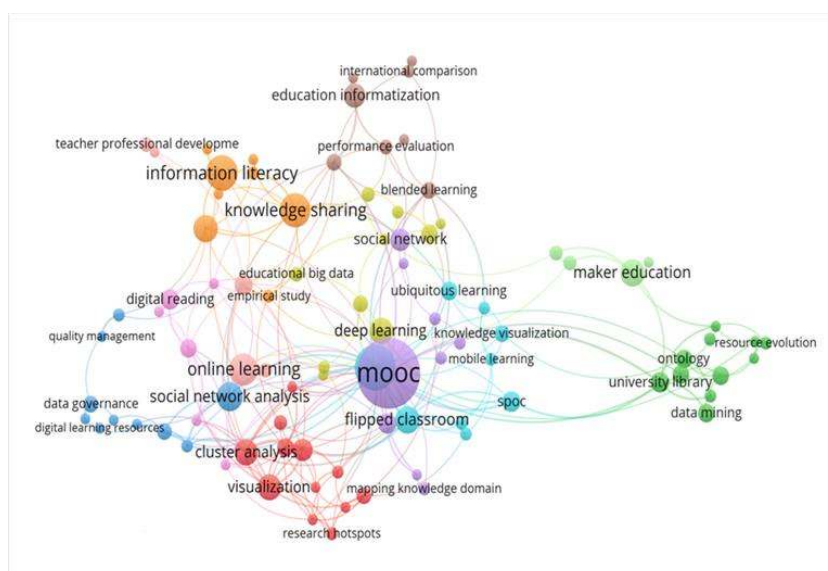 international comparison
education informatization
teacher professional developme
performance evaluation
information literacy
blended learning
knowledge sharing
social network
educational big data
maker education
ubiquitous learning
digital reading
empirical study
deep learning
knowledge visualization
quality management
resource evolution
ontology
mobile learning
online learning
mooc
university library
social network analysis
data governance
spoc
data mining
flipped classroom
digital learning resources
cluster analysis
visualization
mapping knowledge domain
research hotspots